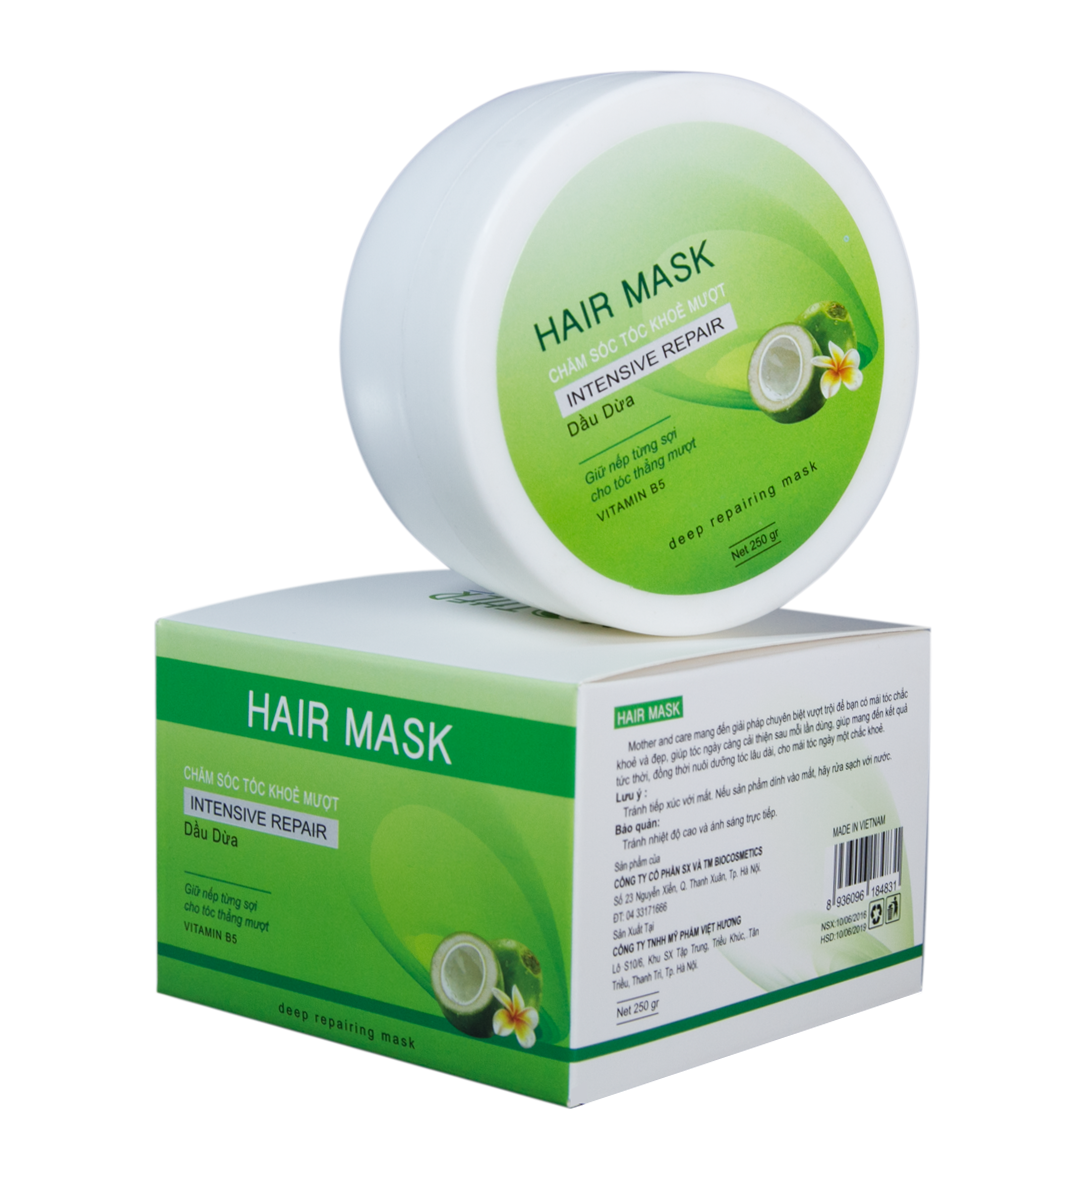 HAIR MASK
CHĂM SÓC TÓC KHOẺ MƯỢT
INTENSIVE REPAIR
Dầu Dừa
Giữ nếp từng sợi
cho tóc thẳng mượt
VITAMIN B5
deep repairing mask
Net 250 gr
HAIR MASK
CHĂM SÓC TÓC KHOẺ MƯỢT
INTENSIVE REPAIR
Dầu Dừa
Giữ nếp từng sợi
cho tóc thẳng mượt
VITAMIN B5
deep repairing mask
HAIR MASK
Mother and care mang đến giải pháp chuyên biệt vượt trội để bạn có mái tóc chắc
khoẻ và đẹp, giúp tóc ngày càng cải thiện sau mỗi lần dùng, giúp mang đến kết quả
tức thời, đồng thời nuôi dưỡng tóc lâu dài, cho mái tóc ngày một chắc khoẻ.
Lưu ý :
Tránh tiếp xúc với mắt. Nếu sản phẩm dính vào mắt, hãy rửa sạch với nước.
Bảo quản:
Tránh nhiệt độ cao và ánh sáng trực tiếp.
Sản phẩm của
CÔNG TY CỔ PHẦN SX VÀ TM BIOCOSMETICS
Số 23 Nguyễn Xiển, Q. Thanh Xuân, Tp. Hà Nội.
ĐT: 04 33171666
Sản Xuất Tại
CÔNG TY TNHH MỸ PHẨM VIỆT HƯƠNG
Lô S10/6, Khu SX Tập Trung, Triều Khúc, Tân
Triều, Thanh Trì, Tp. Hà Nội.
Net 250 gr
MADE IN VIETNAM
8 936096 184831
NSX:10/06/2016
HSD:10/06/2019